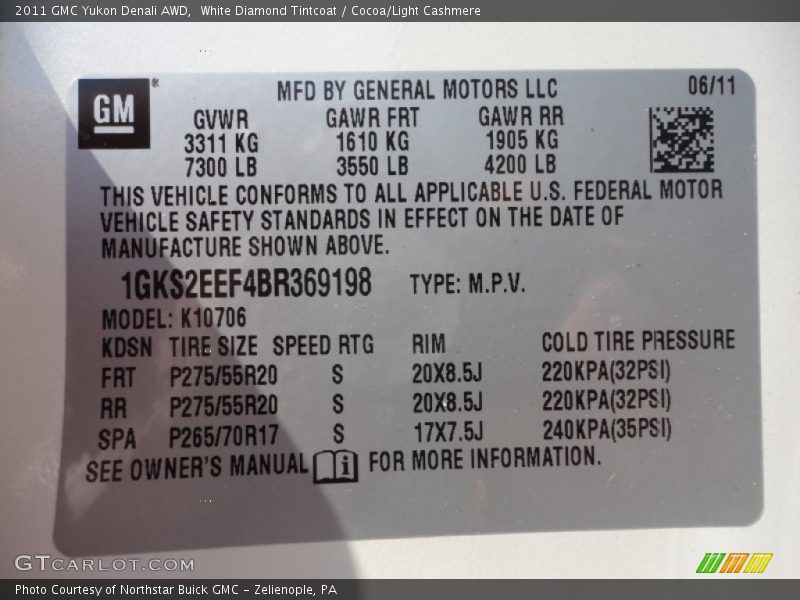 2011 GMC Yukon Denali AWD,  White Diamond Tintcoat / Cocoa/Light Cashmere
GM ®
MFD BY GENERAL MOTORS LLC 06/11
GVWR GAWR FRT GAWR RR
3311 KG 1610 KG 1905 KG
7300 LB 3550 LB 4200 LB
THIS VEHICLE CONFORMS TO ALL APPLICABLE U.S. FEDERAL MOTOR
VEHICLE SAFETY STANDARDS IN EFFECT ON THE DATE OF
MANUFACTURE SHOWN ABOVE.
1GKS2EEF4BR369198 TYPE: M.P.V.
MODEL: K10706
KDSN TIRE SIZE SPEED RTG RIM COLD TIRE PRESSURE
FRT P275/55R20 S 20X8.5J 220KPA(32PSI)
RR P275/55R20 S 20X8.5J 220KPA(32PSI)
SPA P265/70R17 S 17X7.5J 240KPA(35PSI)
SEE OWNER'S MANUAL i FOR MORE INFORMATION.
GTCARLOT.COM
Photo Courtesy of Northstar Buick GMC - Zelienople, PA